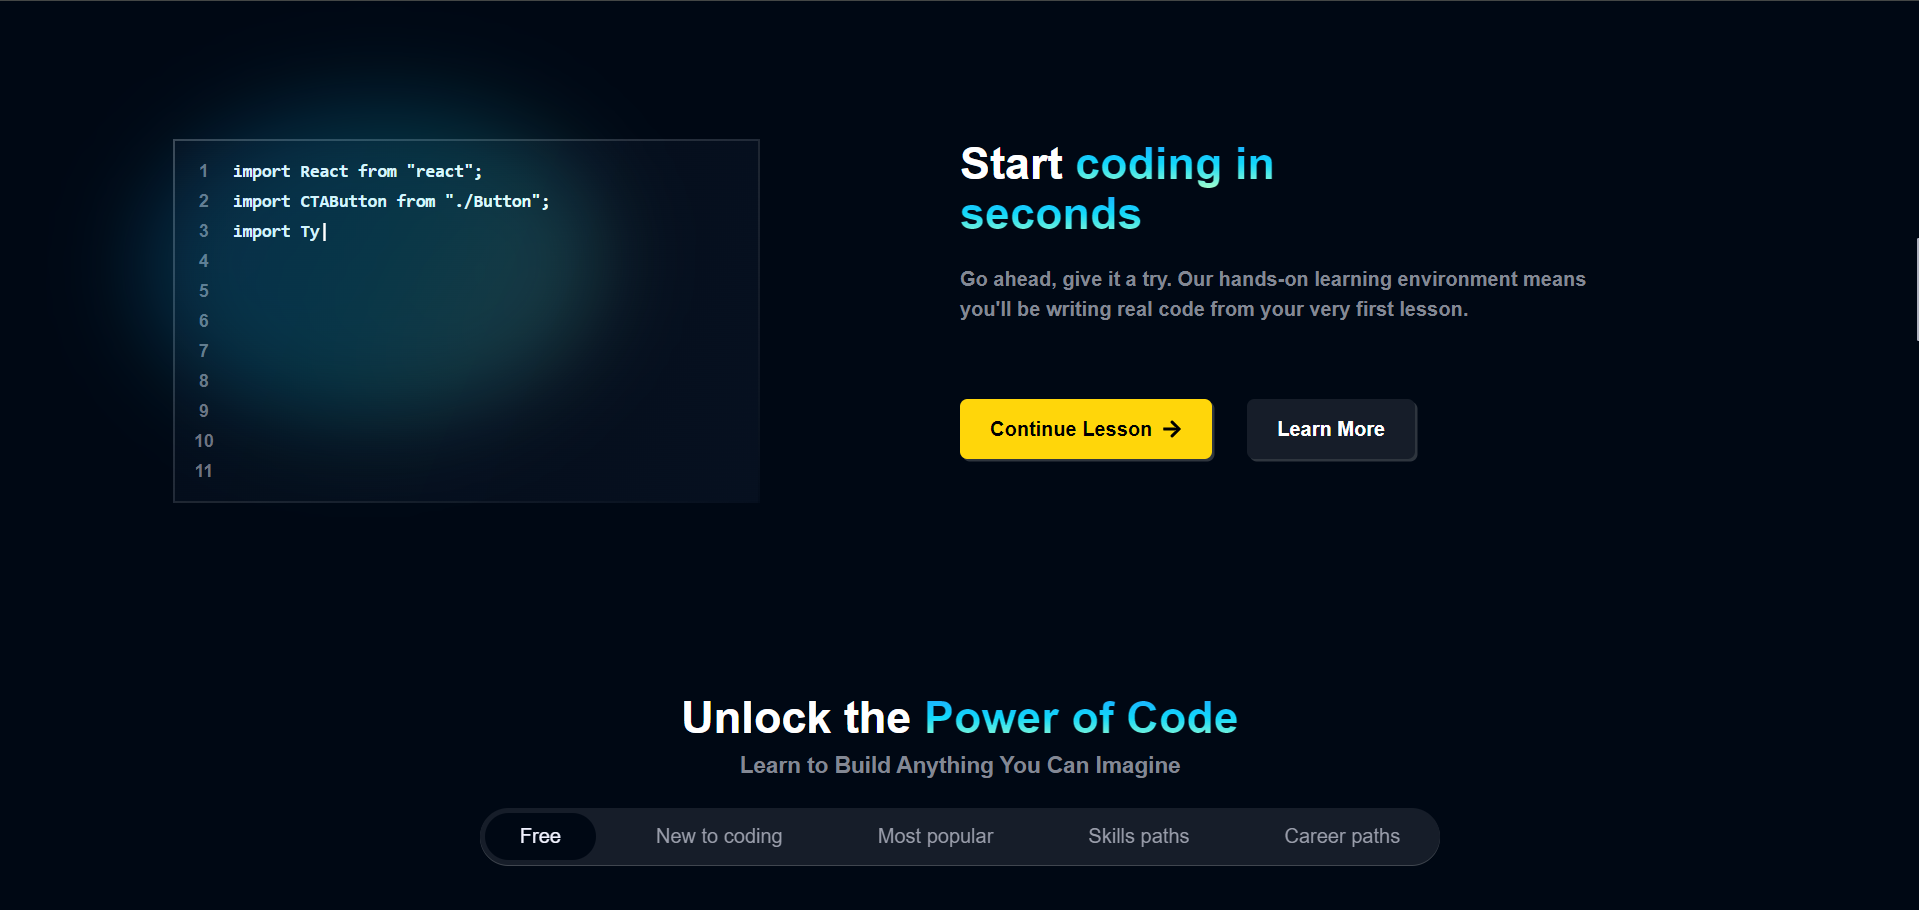 1 import React from "react";
2 import CTAButton from "./Button";
3 import Ty|
4
5
6
7
8
9
10
11
Start coding in
seconds
Go ahead, give it a try. Our hands-on learning environment means
you'll be writing real code from your very first lesson.
Continue Lesson →
Learn More
Unlock the Power of Code
Learn to Build Anything You Can Imagine
Free New to coding Most popular Skills paths Career paths